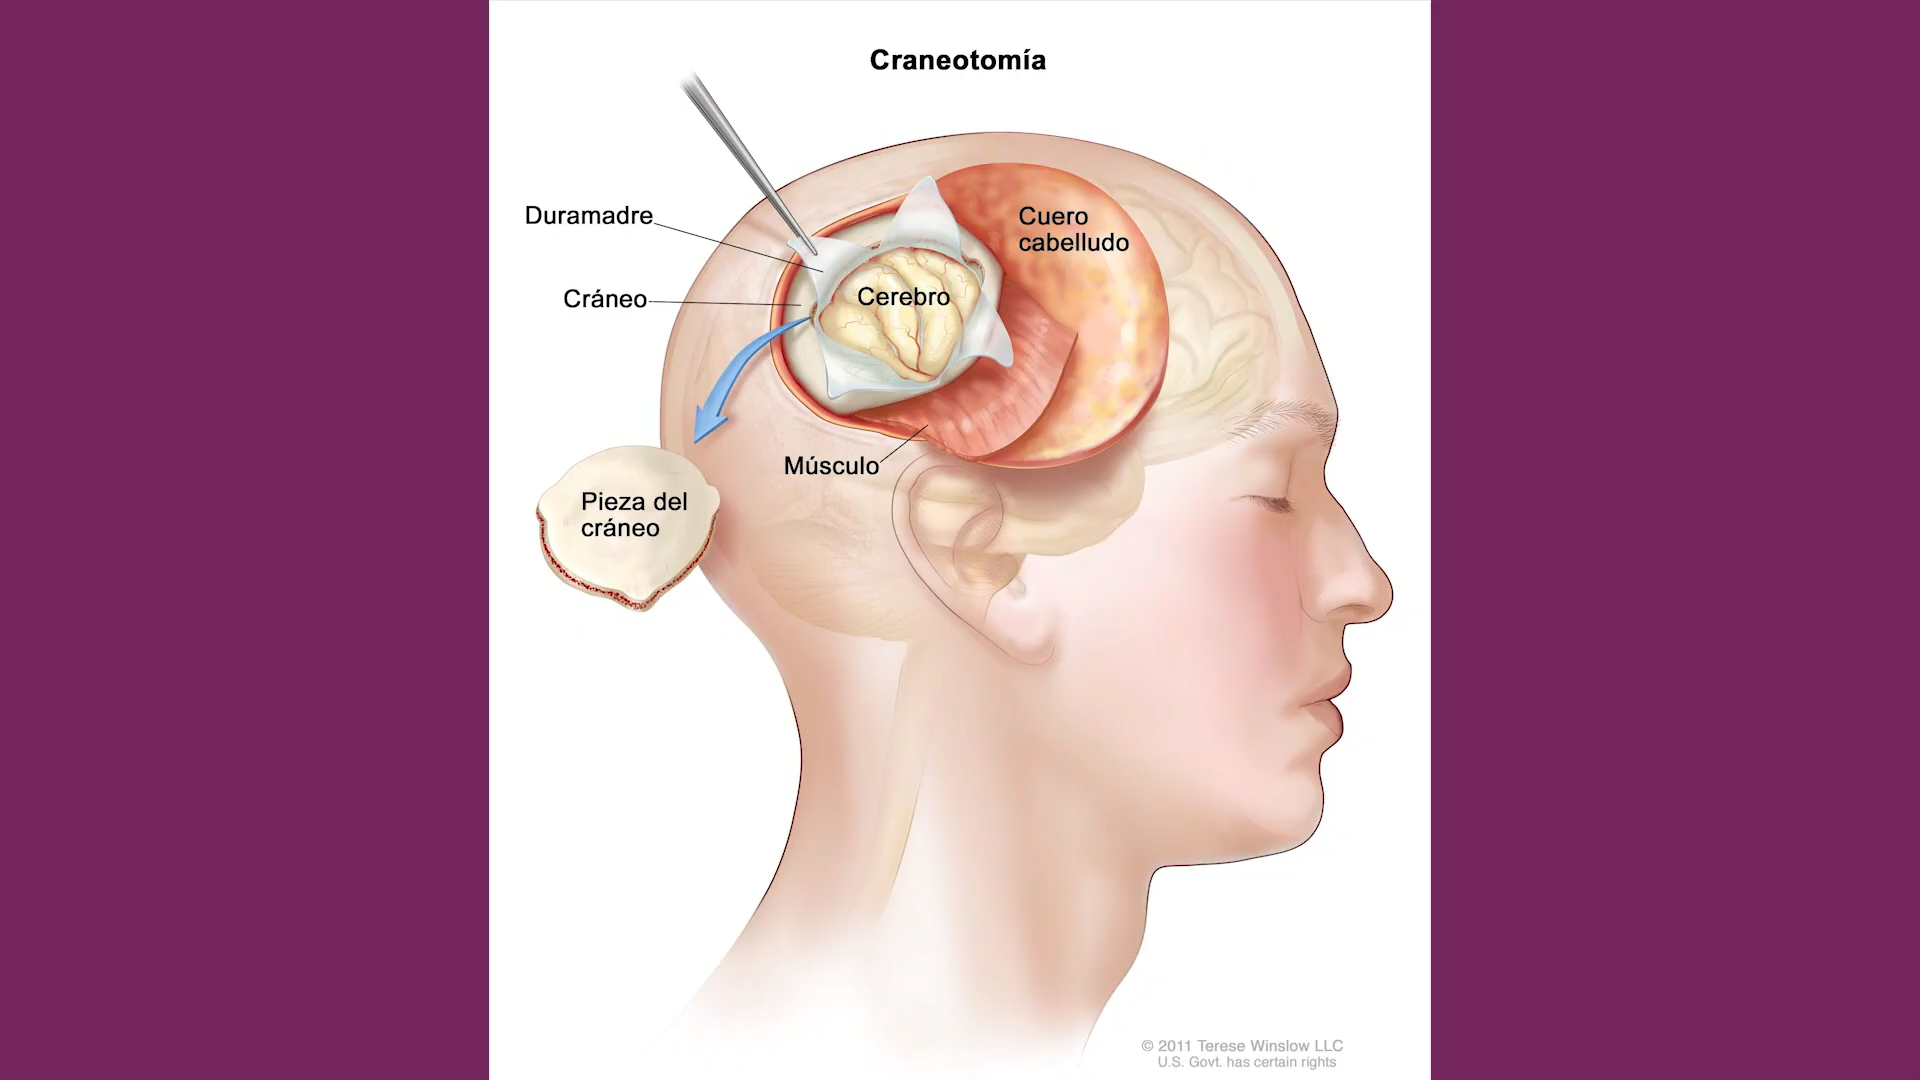 Craneotomía
Duramadre
Cuero
cabelludo
Cráneo
Cerebro
Músculo
Pieza del
cráneo
© 2011 Terese Winslow LLC
U.S. Govt. has certain rights